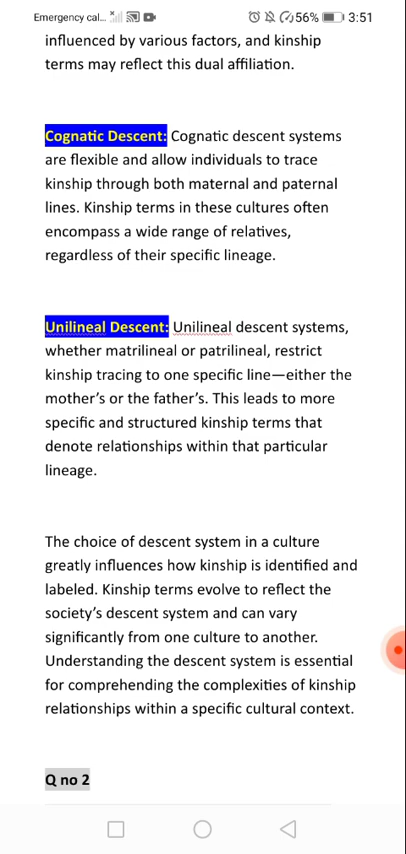 Emergency cal... 56% 3:51
influenced by various factors, and kinship
terms may reflect this dual affiliation.
Cognatic Descent: Cognatic descent systems
are flexible and allow individuals to trace
kinship through both maternal and paternal
lines. Kinship terms in these cultures often
encompass a wide range of relatives,
regardless of their specific lineage.
Unilineal Descent: Unilineal descent systems,
whether matrilineal or patrilineal, restrict
kinship tracing to one specific line—either the
mother's or the father's. This leads to more
specific and structured kinship terms that
denote relationships within that particular
lineage.
The choice of descent system in a culture
greatly influences how kinship is identified and
labeled. Kinship terms evolve to reflect the
society's descent system and can vary
significantly from one culture to another.
Understanding the descent system is essential
for comprehending the complexities of kinship
relationships within a specific cultural context.
Q no 2